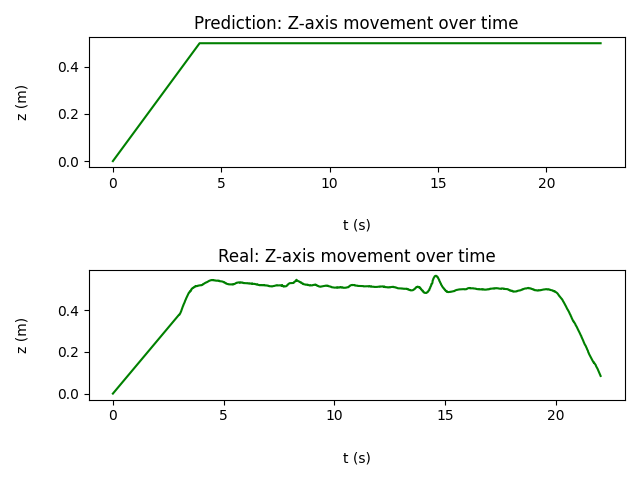 Prediction: Z-axis movement over time
z (m)
0.4
0.2
0.0
0 5 10 15 20
t (s)
Real: Z-axis movement over time
z (m)
0.4
0.2
0.0
0 5 10 15 20
t (s)